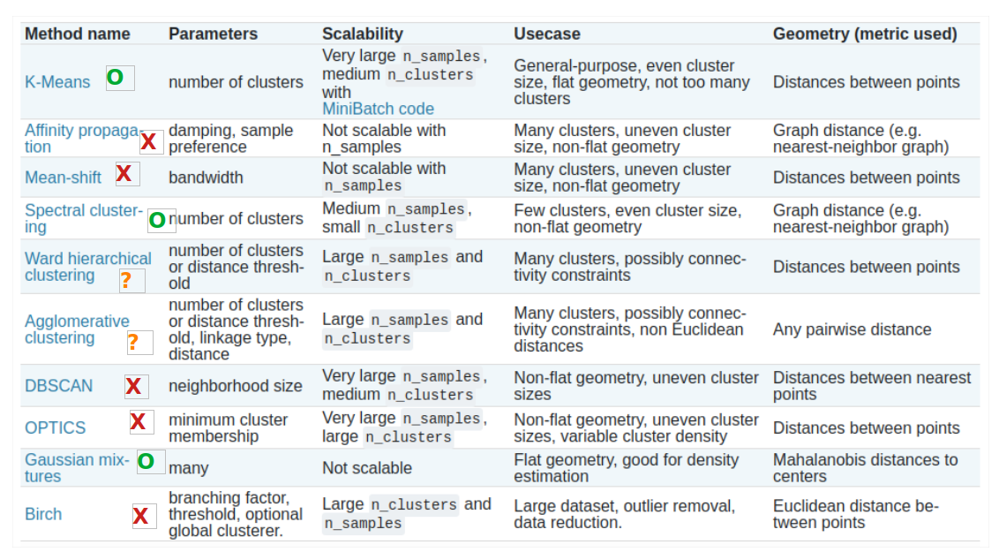 Method name Parameters Scalability Usecase Geometry (metric used)
K-Means O number of clusters Very large n_samples, medium n_clusters with MiniBatch code General-purpose, even cluster size, flat geometry, not too many clusters Distances between points
Affinity propaga-
tion X damping, sample preference Not scalable with n_samples Many clusters, uneven cluster size, non-flat geometry Graph distance (e.g. nearest-neighbor graph)
Mean-shift X bandwidth Not scalable with n_samples Many clusters, uneven cluster size, non-flat geometry Distances between points
Spectral cluster-
ing O number of clusters Medium n_samples, small n_clusters Few clusters, even cluster size, non-flat geometry Graph distance (e.g. nearest-neighbor graph)
Ward hierarchical
clustering ? number of clusters or distance thresh-
old Large n_samples and n_clusters Many clusters, possibly connec-
tivity constraints Distances between points
Agglomerative
clustering ? number of clusters or distance thresh-
old, linkage type, distance Large n_samples and n_clusters Many clusters, possibly connec-
tivity constraints, non Euclidean distances Any pairwise distance
DBSCAN X neighborhood size Very large n_samples, medium n_clusters Non-flat geometry, uneven cluster sizes Distances between nearest points
OPTICS X minimum cluster membership Very large n_samples, large n_clusters Non-flat geometry, uneven cluster sizes, variable cluster density Distances between points
Gaussian mix-
tures O many Not scalable Flat geometry, good for density estimation Mahalanobis distances to centers
Birch X branching factor, threshold, optional global clusterer. Large n_clusters and n_samples Large dataset, outlier removal, data reduction. Euclidean distance be-
tween points